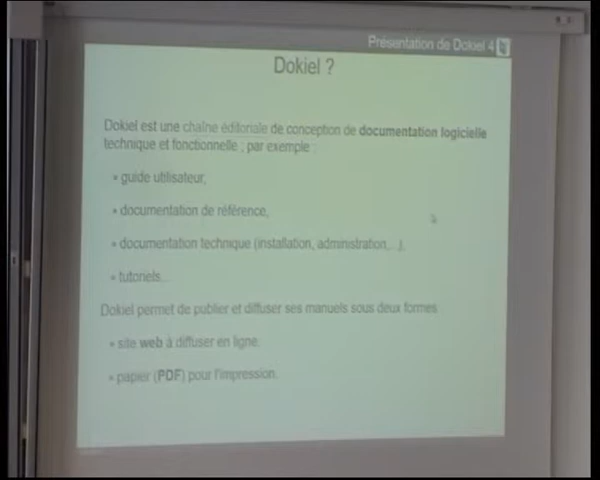 Présentation de Dokiel 4
Dokiel ?
Dokiel est une chaîne éditoriale de conception de documentation logicielle
technique et fonctionnelle ; par exemple :
• guide utilisateur,
• documentation de référence,
• documentation technique (installation, administration,...),
• tutoriels...
Dokiel permet de publier et diffuser ses manuels sous deux formes
• site web à diffuser en ligne.
• papier (PDF) pour l'impression.